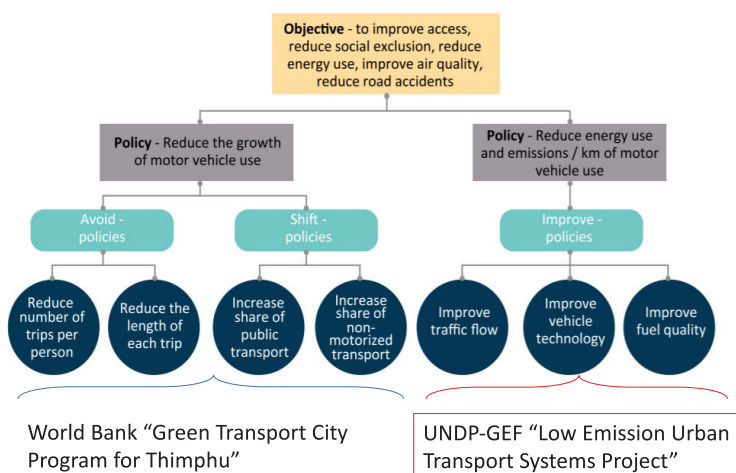 Objective - to improve access,
reduce social exclusion, reduce
energy use, improve air quality,
reduce road accidents
Policy - Reduce the growth
of motor vehicle use
Policy - Reduce energy use
and emissions / km of motor
vehicle use
Avoid -
policies
Shift -
policies
Improve -
policies
Reduce
number of
trips per
person
Reduce the
length of
each trip
Increase
share of
public
transport
Increase
share of
non-
motorized
transport
Improve
traffic flow
Improve
vehicle
technology
Improve
fuel quality
World Bank “Green Transport City
Program for Thimphu”
UNDP-GEF “Low Emission Urban
Transport Systems Project”